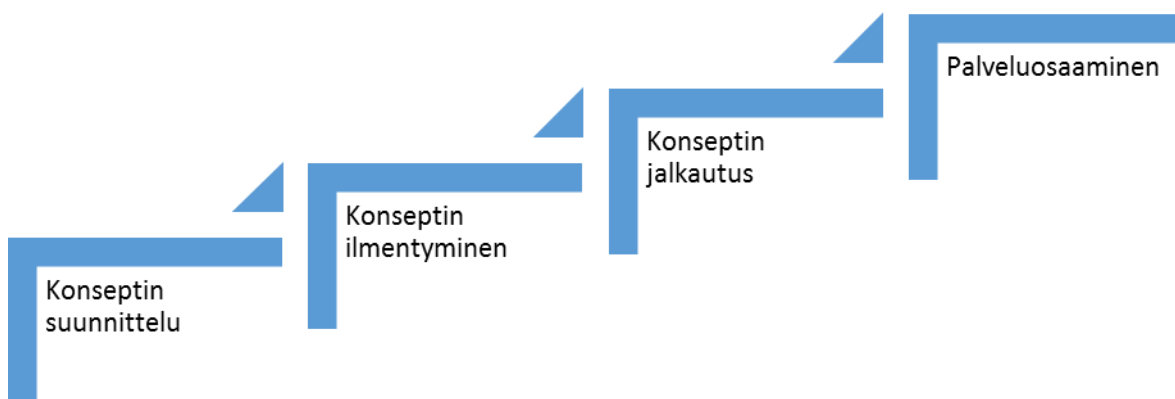 Konseptin
suunnittelu
Konseptin
ilmentyminen
Konseptin
jalkautus
Palveluosaaminen